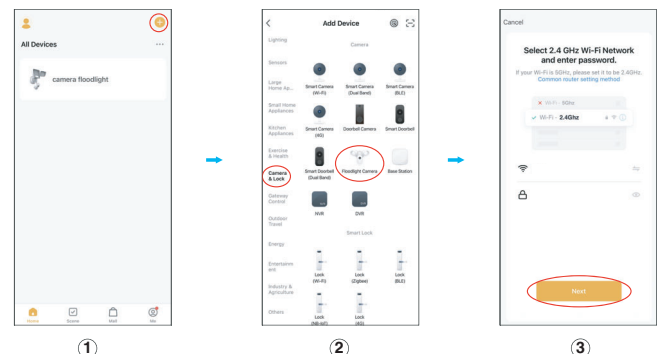 All Devices
...
camera floodlight
Home
Scene
Mall
Me
①
Add Device
Lighting
Camera
Sensors
Large
Home Ap...
Smart Camera
(Wi-Fi)
Smart Camera
(Dual Band)
Smart Camera
(BLE)
Small Home
Appliances
Kitchen
Appliances
Smart Camera
(4G)
Doorbell Camera
Smart Doorbell
Exercise
& Health
Camera
& Lock
Smart Doorbell
(Dual Band)
Floodlight Camera
Base Station
Gateway
Control
NVR
DVR
Outdoor
Travel
Smart Lock
Energy
Entertainm
ent
Lock
(Wi-Fi)
Lock
(Zigbee)
Lock
(BLE)
Industry &
Agriculture
Others
Lock
(NB-IoT)
Lock
(4G)
②
Cancel
Select 2.4 GHz Wi-Fi Network
and enter password.
If your Wi-Fi is 5GHz, please set it to be 2.4GHz.
Common router setting method
Wi-Fi - 5Ghz
Wi-Fi - 2.4Ghz
Next
③